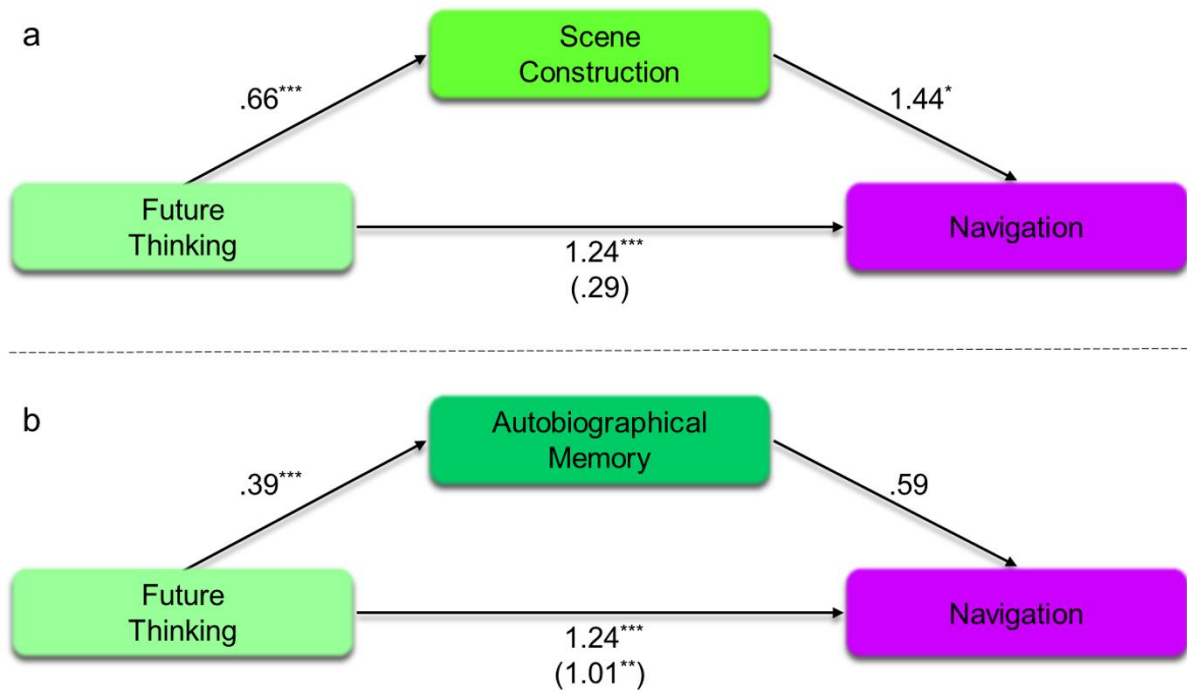 a
Scene
Construction
.66***
1.44*
Future
Thinking
Navigation
1.24***
(.29)
b
Autobiographical
Memory
.39***
.59
Future
Thinking
Navigation
1.24***
(1.01**)